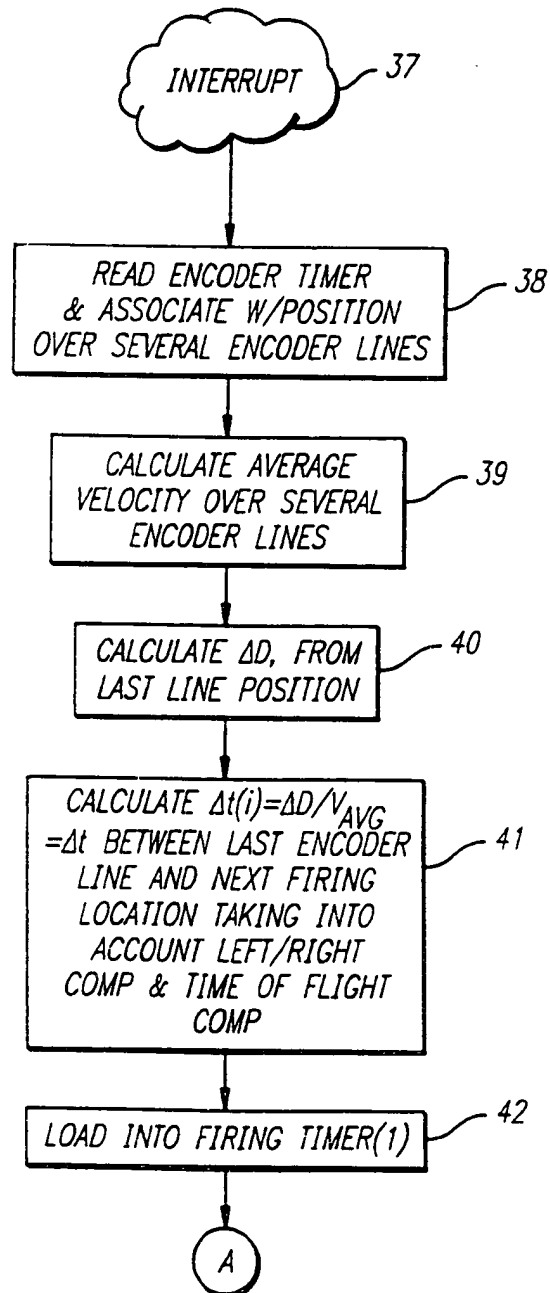 INTERRUPT
37
READ ENCODER TIMER
& ASSOCIATE W/POSITION
OVER SEVERAL ENCODER LINES
38
CALCULATE AVERAGE
VELOCITY OVER SEVERAL
ENCODER LINES
39
CALCULATE ΔD, FROM
LAST LINE POSITION
40
CALCULATE Δt(i)=ΔD/V_AVG
=Δt BETWEEN LAST ENCODER
LINE AND NEXT FIRING
LOCATION TAKING INTO
ACCOUNT LEFT/RIGHT
COMP & TIME OF FLIGHT
COMP
41
LOAD INTO FIRING TIMER(1)
42
A